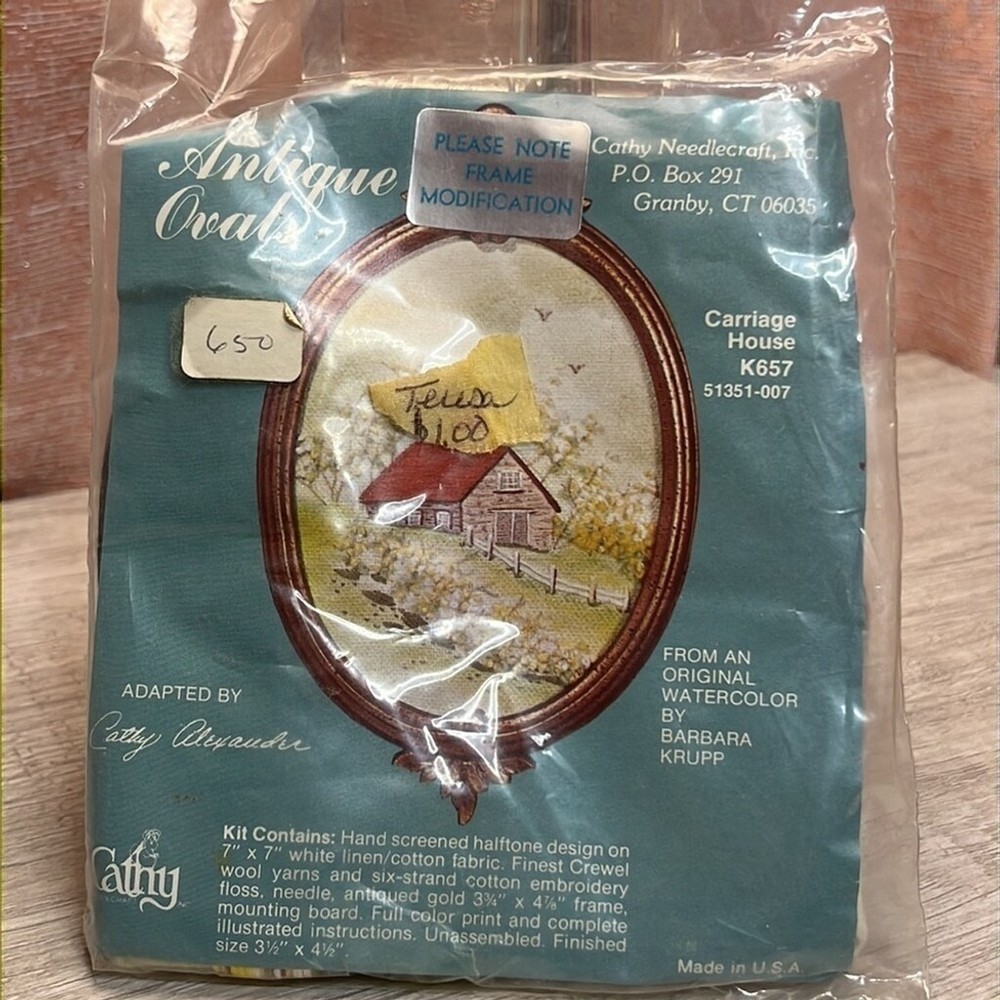 Antique
Ovals
PLEASE NOTE
FRAME
MODIFICATION
Cathy Needlecraft, Inc.
P.O. Box 291
Granby, CT 06035
650
Teresa
$1.00
Carriage
House
K657
51351-007
ADAPTED BY
Cathy Alexander
FROM AN
ORIGINAL
WATERCOLOR
BY
BARBARA
KRUPP
Cathy
Kit Contains: Hand screened halftone design on
7" x 7" white linen/cotton fabric. Finest Crewel
wool yarns and six-strand cotton embroidery
floss, needle, antiqued gold 3¾" x 4⅞" frame,
mounting board. Full color print and complete
illustrated instructions. Unassembled. Finished
size 3½" x 4½".
Made in U.S.A.